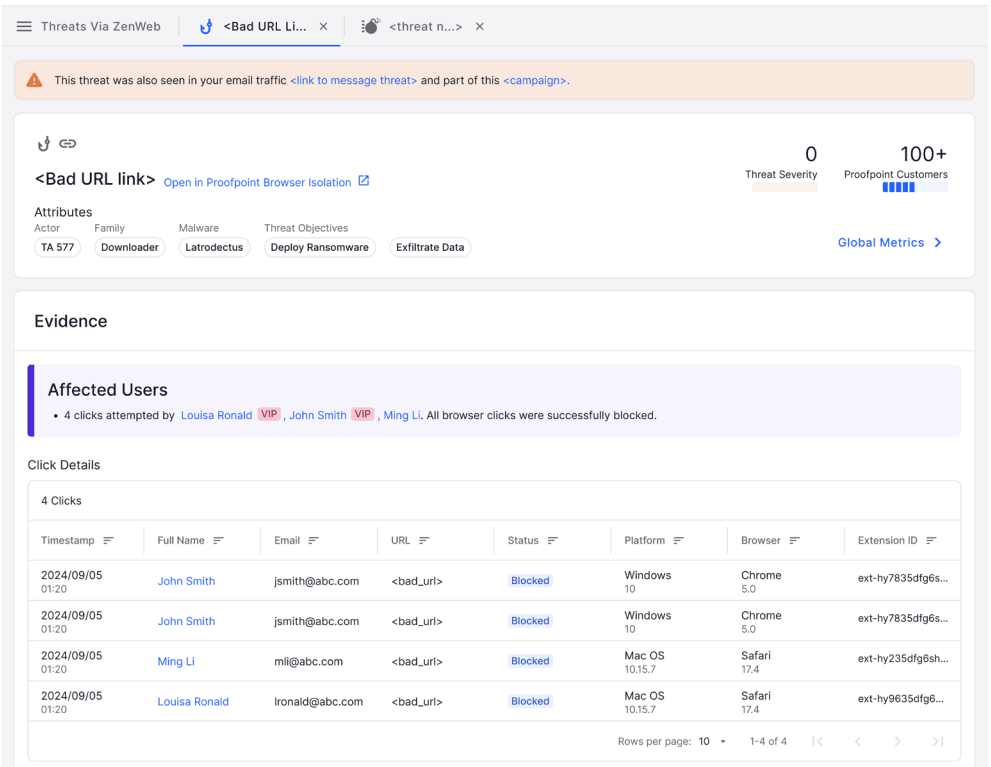 Threats Via ZenWeb
<Bad URL Li...
<threat n...>
This threat was also seen in your email traffic <link to message threat> and part of this <campaign>.
<Bad URL link> Open in Proofpoint Browser Isolation
0
Threat Severity
100+
Proofpoint Customers
Attributes
Actor Family Malware Threat Objectives
TA 577 Downloader Latrodectus Deploy Ransomware Exfiltrate Data
Global Metrics
Evidence
Affected Users
• 4 clicks attempted by Louisa Ronald VIP , John Smith VIP , Ming Li. All browser clicks were successfully blocked.
Click Details
4 Clicks
Timestamp Full Name Email URL Status Platform Browser Extension ID
2024/09/05 John Smith jsmith@abc.com <bad_url> Blocked Windows Chrome ext-hy7835dfg6s...
01:20 10 5.0
2024/09/05 John Smith jsmith@abc.com <bad_url> Blocked Windows Chrome ext-hy7835dfg6s...
01:20 10 5.0
2024/09/05 Ming Li mli@abc.com <bad_url> Blocked Mac OS Safari ext-hy235dfg6sh...
01:20 10.15.7 17.4
2024/09/05 Louisa Ronald lronald@abc.com <bad_url> Blocked Mac OS Safari ext-hy9635dfg6...
01:20 10.15.7 17.4
Rows per page: 10 1-4 of 4